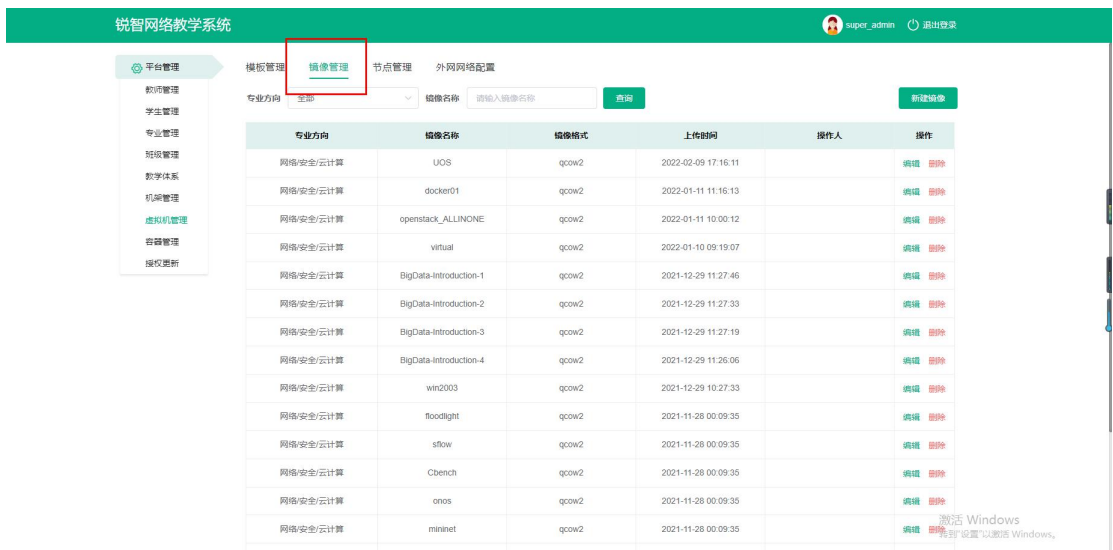 锐智网络教学系统 super_admin 退出登录
平台管理
教师管理
学生管理
专业管理
班级管理
教学体系
机架管理
虚拟机管理
容器管理
授权更新
模板管理 镜像管理 节点管理 外网网络配置
专业方向 全部 镜像名称 请输入镜像名称 查询 新建镜像
专业方向 镜像名称 镜像格式 上传时间 操作人 操作
网络/安全/云计算 UOS qcow2 2022-02-09 17:16:11 编辑 删除
网络/安全/云计算 docker01 qcow2 2022-01-11 11:16:13 编辑 删除
网络/安全/云计算 openstack_ALLINONE qcow2 2022-01-11 10:00:12 编辑 删除
网络/安全/云计算 virtual qcow2 2022-01-10 09:19:07 编辑 删除
网络/安全/云计算 BigData-Introduction-1 qcow2 2021-12-29 11:27:46 编辑 删除
网络/安全/云计算 BigData-Introduction-2 qcow2 2021-12-29 11:27:33 编辑 删除
网络/安全/云计算 BigData-Introduction-3 qcow2 2021-12-29 11:27:19 编辑 删除
网络/安全/云计算 BigData-Introduction-4 qcow2 2021-12-29 11:26:06 编辑 删除
网络/安全/云计算 win2003 qcow2 2021-12-29 10:27:33 编辑 删除
网络/安全/云计算 floodlight qcow2 2021-11-28 00:09:35 编辑 删除
网络/安全/云计算 sflow qcow2 2021-11-28 00:09:35 编辑 删除
网络/安全/云计算 Cbench qcow2 2021-11-28 00:09:35 编辑 删除
网络/安全/云计算 onos qcow2 2021-11-28 00:09:35 编辑 删除
网络/安全/云计算 mininet qcow2 2021-11-28 00:09:35 编辑 删除
激活 Windows
转到"设置"以激活 Windows。